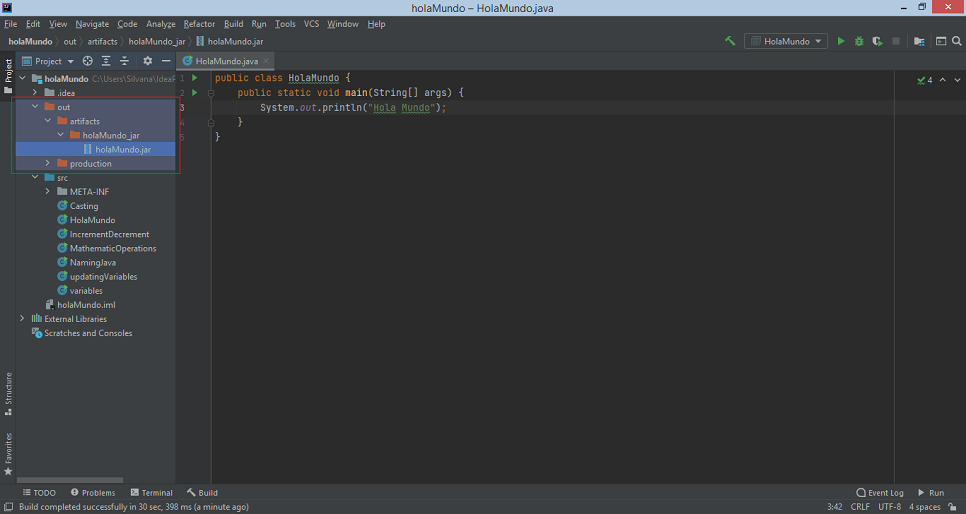 holaMundo – HolaMundo.java
File Edit View Navigate Code Analyze Refactor Build Run Tools VCS Window Help
holaMundo out artifacts holaMundo_jar holaMundo.jar
HolaMundo
Project
HolaMundo.java
Project
Structure
Favorites
holaMundo C:\Users\Silvana\IdeaP
.idea
out
artifacts
holaMundo_jar
holaMundo.jar
production
src
META-INF
Casting
HolaMundo
IncrementDecrement
MathematicOperations
NamingJava
updatingVariables
variables
holaMundo.iml
External Libraries
Scratches and Consoles
1 public class HolaMundo {
2 public static void main(String[] args) {
3 System.out.println("Hola Mundo");
4 }
5 }
4
TODO Problems Terminal Build
Event Log Run
Build completed successfully in 30 sec, 398 ms (a minute ago)
3:42 CRLF UTF-8 4 spaces